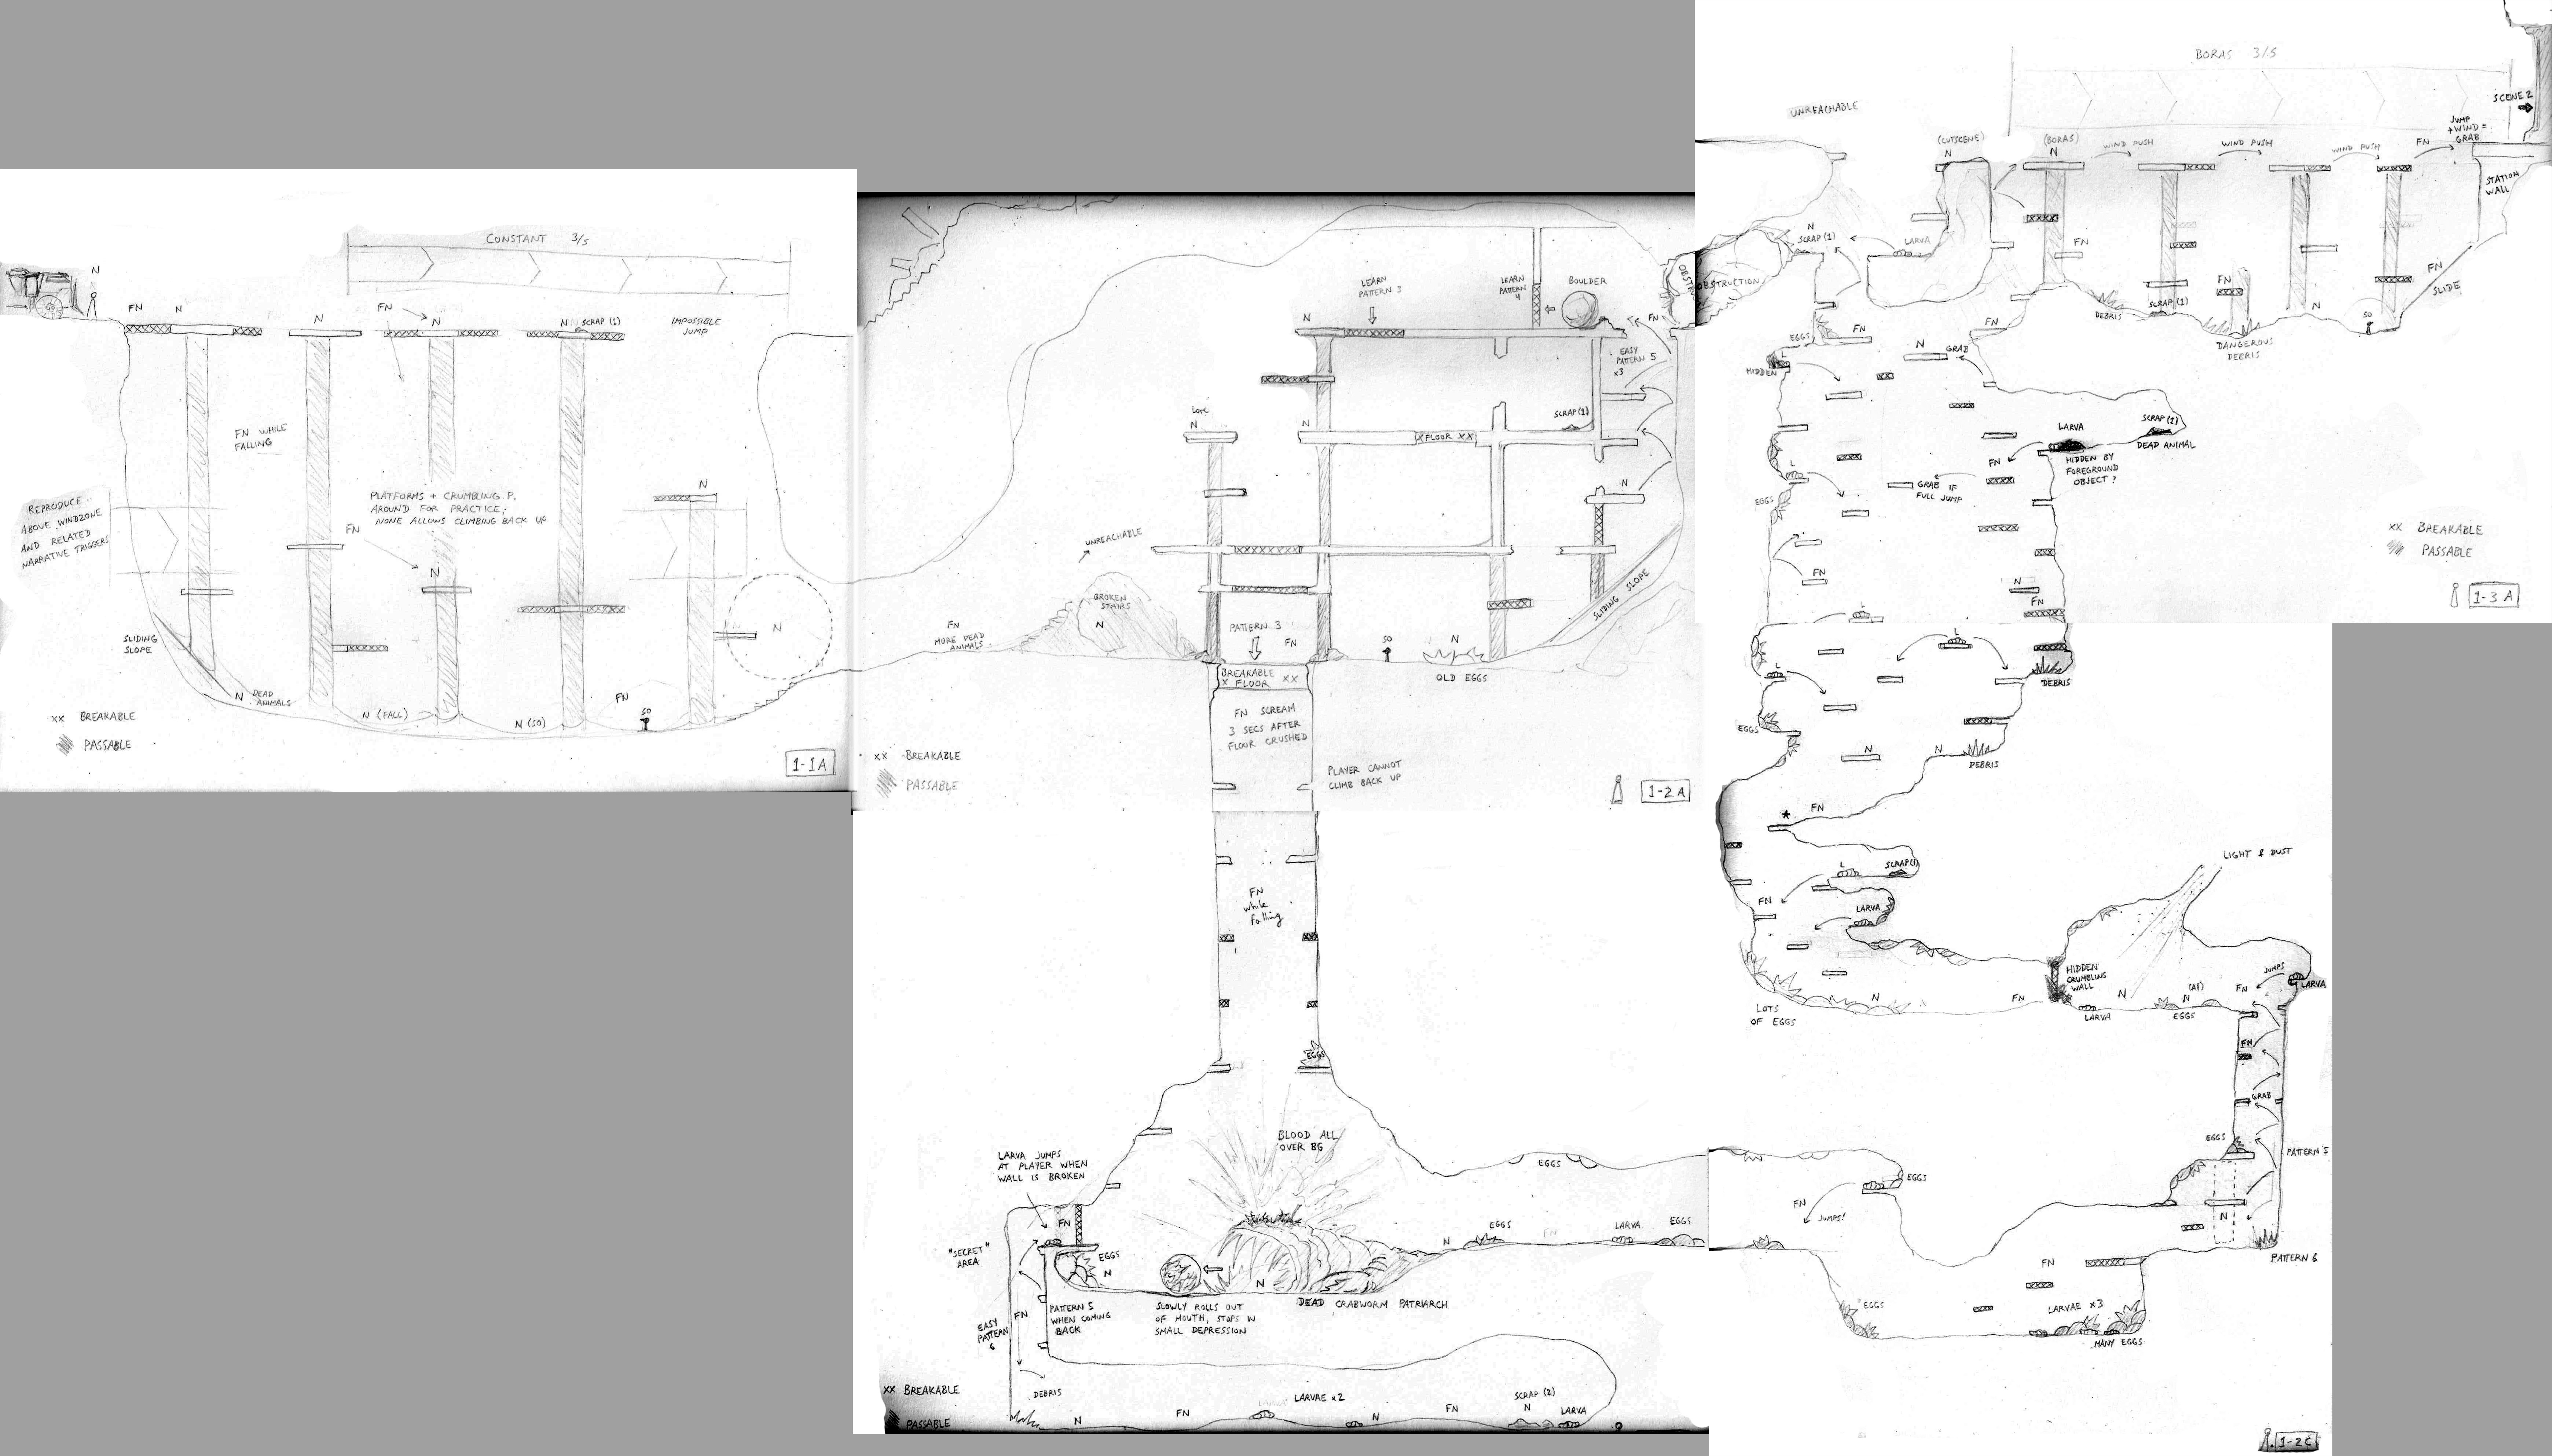 CONSTANT 3/5
N
FN
N
N
FN
N
N
SCRAP (1)
IMPOSSIBLE
JUMP
FN WHILE
FALLING
REPRODUCE
ABOVE WINDZONE
AND RELATED
NARRATIVE TRIGGERS
PLATFORMS + CRUMBLING P.
AROUND FOR PRACTICE;
NONE ALLOWS CLIMBING BACK UP
FN
N
N
N
FN
SLIDING
SLOPE
N DEAD
ANIMALS
N (FALL)
N (SO)
FN
SO
XX BREAKABLE
PASSABLE
1-1A
LEARN
PATTERN 3
LEARN
PATTERN
4
BOULDER
N
FN
EASY
PATTERN 5
x3
Lore
N
N
SCRAP (1)
X FLOOR XX
N
UNREACHABLE
BROKEN
STAIRS
N
FN
MORE DEAD
ANIMALS
PATTERN 3
FN
SO
N
OLD EGGS
SLIDING SLOPE
BREAKABLE
X FLOOR XX
FN SCREAM
3 SECS AFTER
FLOOR CRUSHED
PLAYER CANNOT
CLIMB BACK UP
XX -BREAKABLE
PASSABLE
1-2A
FN
while
Falling
EGGS
BLOOD ALL
OVER BG
LARVA JUMPS
AT PLAYER WHEN
WALL IS BROKEN
FN
"SECRET"
AREA
EGGS
N
EASY
PATTERN
6
FN
PATTERN 5
WHEN COMING
BACK
SLOWLY ROLLS OUT
OF MOUTH, STOPS IN
SMALL DEPRESSION
N
DEAD CRABWORM PATRIARCH
EGGS
N
EGGS
FN
LARVA
EGGS
DEBRIS
N
FN
LARVAE x2
N
FN
SCRAP (2)
N
LARVA
XX BREAKABLE
PASSABLE
BORAS 3/5
SCENE 2
UNREACHABLE
(CUTSCENE)
N
(BORAS)
N
WIND PUSH
WIND PUSH
WIND PUSH
FN
JUMP
+WIND =
GRAB
STATION
WALL
N
SCRAP (1)
LARVA
OBSTRUCTION
FN
FN
SCRAP (1)
DEBRIS
N
DANGEROUS
DEBRIS
SO
FN
SLIDE
EGGS
FN
FN
N
GRAB
L
HIDDEN
LARVA
SCRAP (2)
DEAD ANIMAL
HIDDEN BY
FOREGROUND
OBJECT?
FN
GRAB IF
FULL JUMP
L
EGGS
FN
N
FN
L
XX BREAKABLE
PASSABLE
1-3A
L
L
DEBRIS
EGGS
N
N
DEBRIS
*
FN
L
SCRAP(1)
FN
LARVA
LIGHT & DUST
HIDDEN
CRUMBLING
WALL
JUMPS
LARVA
LOTS
OF EGGS
N
FN
N
LARVA
(A1)
N
EGGS
FN
FN
GRAB
EGGS
PATTERN 5
N
PATTERN 6
EGGS
FN
JUMPS!
FN
EGGS
LARVAE x3
MANY EGGS
1-2C